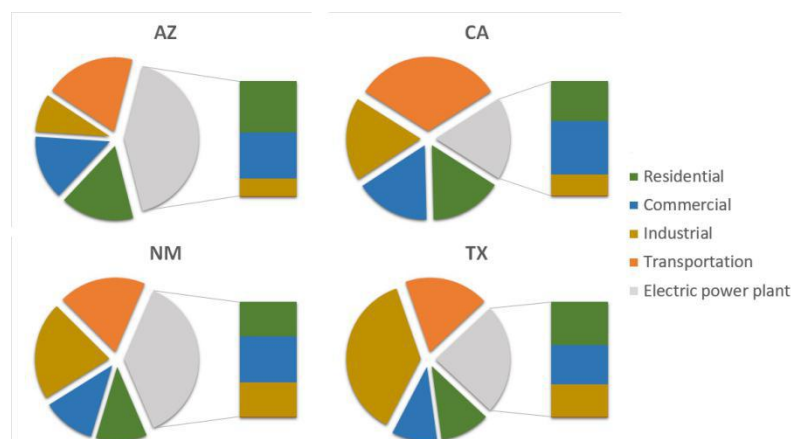 AZ
CA
NM
TX
Residential
Commercial
Industrial
Transportation
Electric power plant